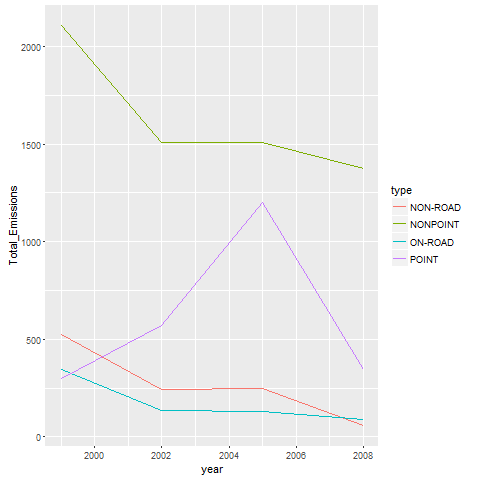 2000
1500
1000
500
0
Total_Emissions
2000
2002
2004
2006
2008
year
type
NON-ROAD
NONPOINT
ON-ROAD
POINT